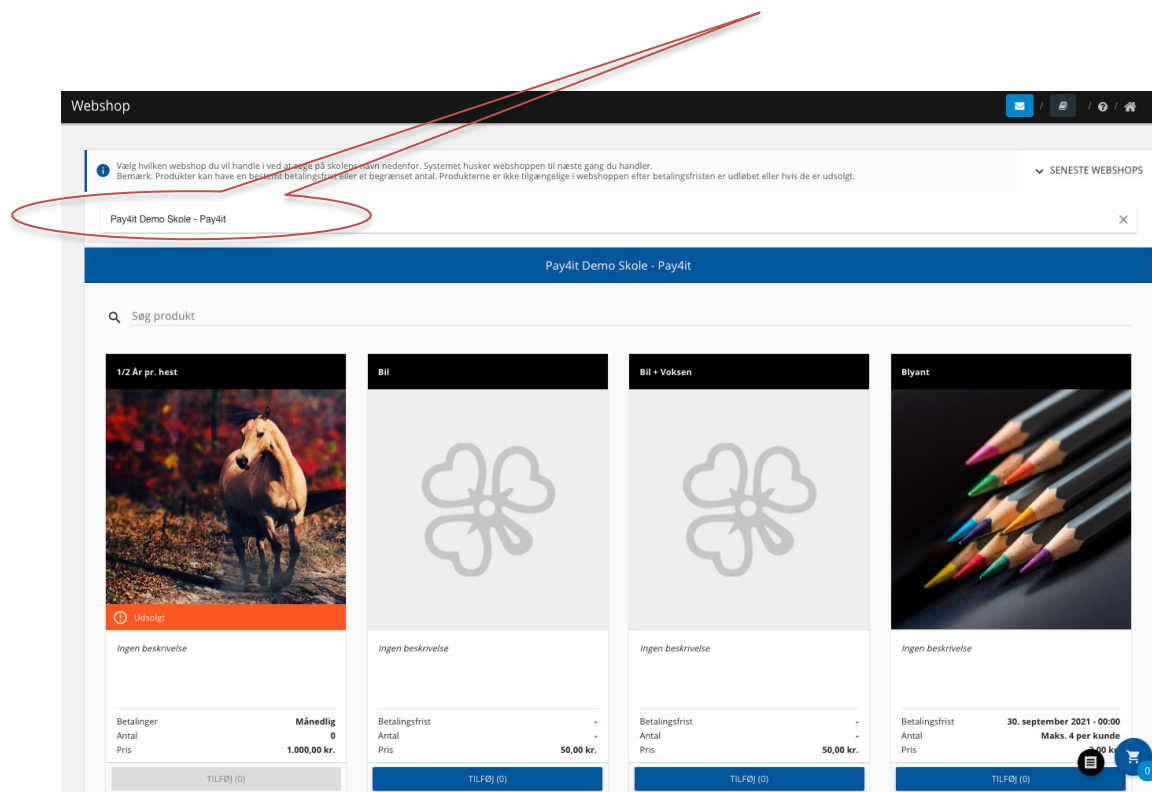 Webshop
/ / /
Vælg hvilken webshop du vil handle i ved at søge på skolens navn nedenfor. Systemet husker webshoppen til næste gang du handler.
Bemærk: Produkter kan have en bestemt betalingsfrist eller et begrænset antal. Produkterne er ikke tilgængelige i webshoppen efter betalingsfristen er udløbet eller hvis de er udsolgt.
SENESTE WEBSHOPS
Pay4it Demo Skole - Pay4it
Pay4it Demo Skole - Pay4it
Søg produkt
1/2 År pr. hest
Udsolgt
Ingen beskrivelse
Betalinger Månedlig
Antal 0
Pris 1.000,00 kr.
TILFØJ (0)
Bil
Ingen beskrivelse
Betalingsfrist -
Antal -
Pris 50,00 kr.
TILFØJ (0)
Bil + Voksen
Ingen beskrivelse
Betalingsfrist -
Antal -
Pris 50,00 kr.
TILFØJ (0)
Blyant
Ingen beskrivelse
Betalingsfrist 30. september 2021 - 00:00
Antal Maks. 4 per kunde
Pris
TILFØJ (0)
0